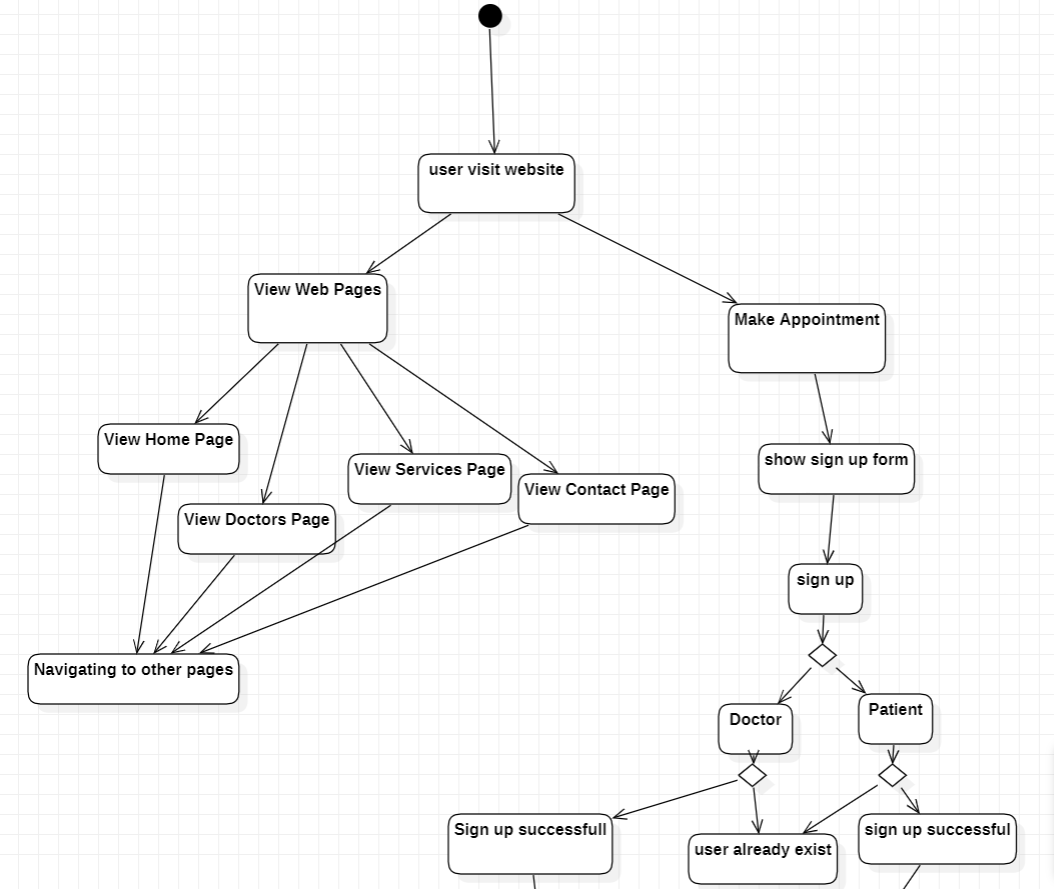 user visit website
View Web Pages
Make Appointment
View Home Page
show sign up form
View Services Page
View Contact Page
View Doctors Page
sign up
Navigating to other pages
Doctor
Patient
Sign up successfull
user already exist
sign up successful